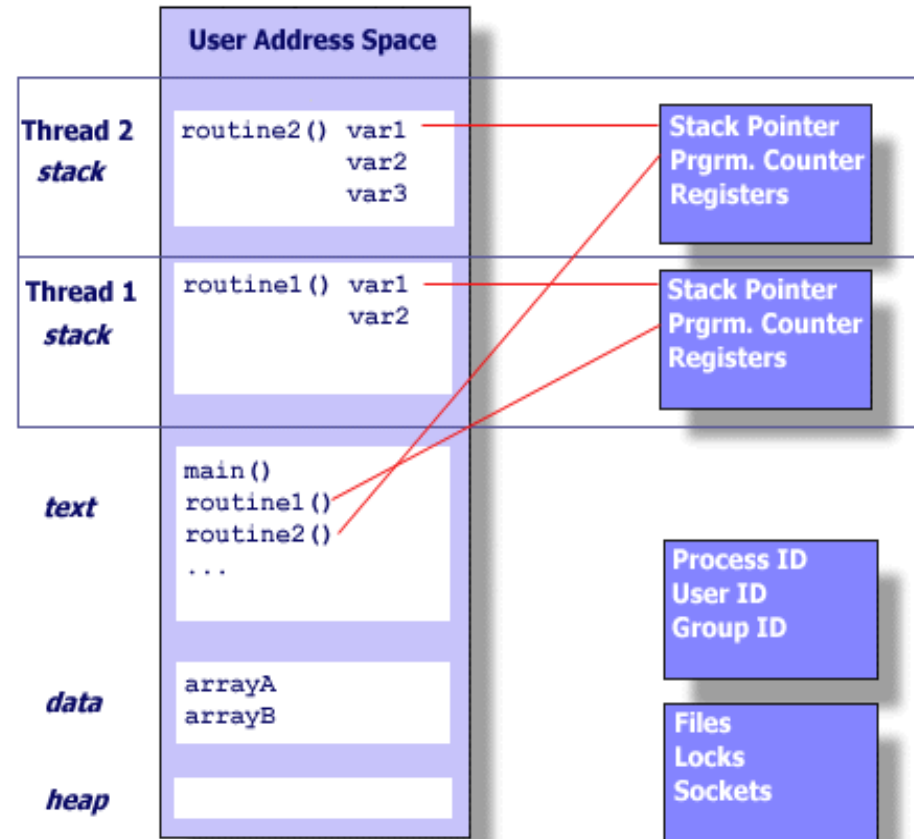 User Address Space
Thread 2
stack
routine2() var1
var2
var3
Stack Pointer
Prgrm. Counter
Registers
Thread 1
stack
routine1() var1
var2
Stack Pointer
Prgrm. Counter
Registers
text
main()
routine1()
routine2()
...
Process ID
User ID
Group ID
data
arrayA
arrayB
Files
Locks
Sockets
heap